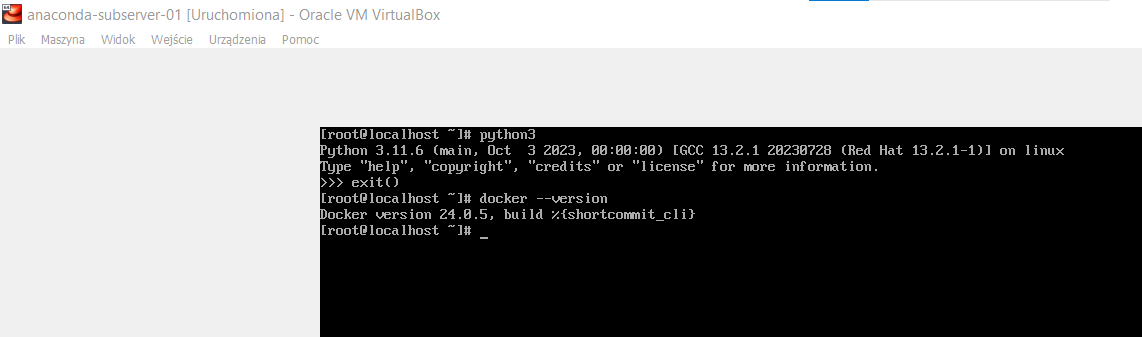 anaconda-subserver-01 [Uruchomiona] - Oracle VM VirtualBox
Plik Maszyna Widok Wejście Urządzenia Pomoc
[root@localhost ~]# python3
Python 3.11.6 (main, Oct  3 2023, 00:00:00) [GCC 13.2.1 20230728 (Red Hat 13.2.1-1)] on linux
Type "help", "copyright", "credits" or "license" for more information.
>>> exit()
[root@localhost ~]# docker --version
Docker version 24.0.5, build %{shortcommit_cli}
[root@localhost ~]# _